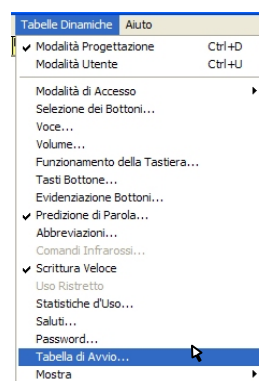 Tabelle Dinamiche Aiuto
Modalità Progettazione Ctrl+D
Modalità Utente Ctrl+U
Modalità di Accesso
Selezione dei Bottoni...
Voce...
Volume...
Funzionamento della Tastiera...
Tasti Bottone...
Evidenziazione Bottoni...
Predizione di Parola...
Abbreviazioni...
Comandi Infrarossi...
Scrittura Veloce
Uso Ristretto
Statistiche d'Uso...
Saluti...
Password...
Tabella di Avvio...
Mostra